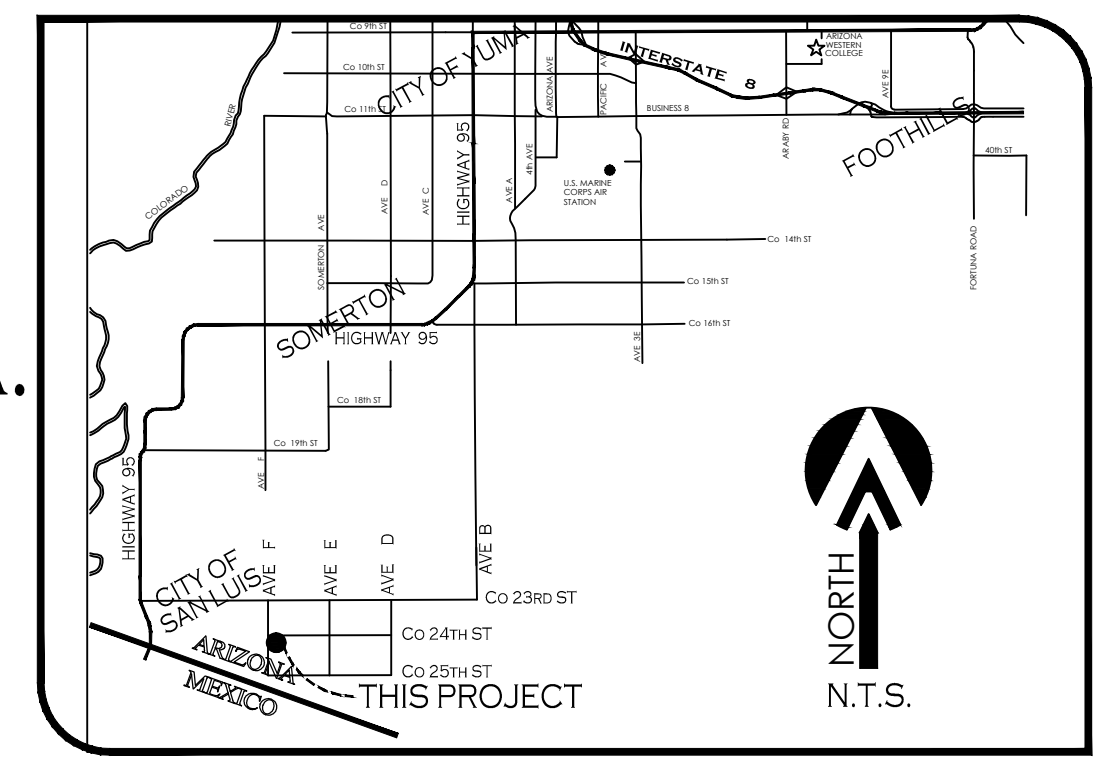 Co 9th ST
CITY OF YUMA
INTERSTATE 8
ARIZONA
WESTERN
COLLEGE
Co 10th ST
ARIZONA AVE
PACIFIC AV
AVE 9E
RIVER
Co 11th ST
BUSINESS 8
FOOTHILLS
ARABY RD
HIGHWAY 95
4th AVE
40th ST
COLORADO
AVE D
AVE C
AVE A
U.S. MARINE
CORPS AIR
STATION
SOMERTON AVE
Co 14th ST
FORTUNA ROAD
Co 15th ST
SOMERTON
Co 16th ST
HIGHWAY 95
AVE 3E
A.
Co 18th ST
Co 19th ST
AVE F
HIGHWAY 95
CITY OF
SAN LUIS
AVE F
AVE E
AVE D
AVE B
Co 23RD ST
Co 24TH ST
Co 25TH ST
ARIZONA
MEXICO
THIS PROJECT
NORTH
N.T.S.